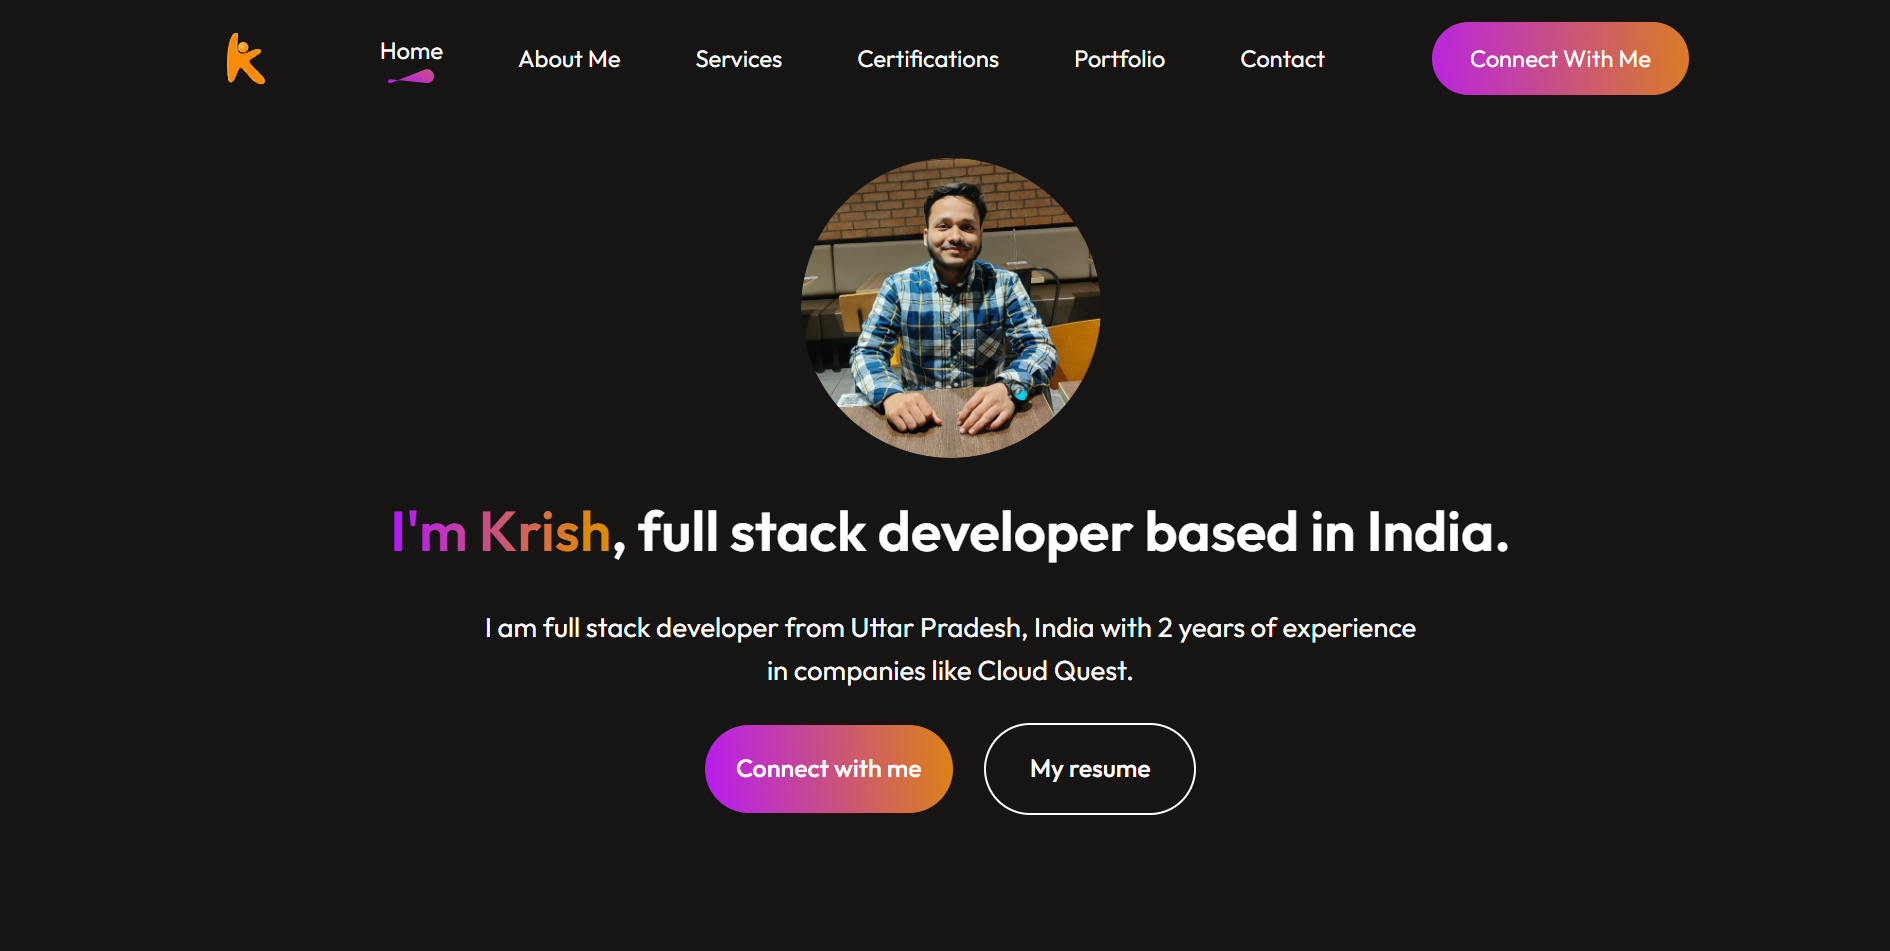 Home About Me Services Certifications Portfolio Contact Connect With Me
I'm Krish, full stack developer based in India.
I am full stack developer from Uttar Pradesh, India with 2 years of experience
in companies like Cloud Quest.
Connect with me My resume